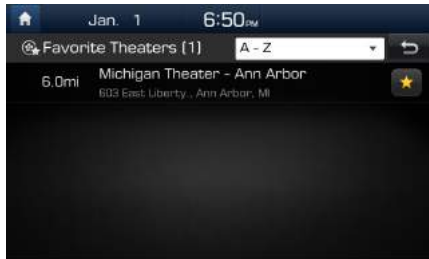 Jan. 1 6:50PM
Favorite Theaters (1) A - Z
6.0mi Michigan Theater - Ann Arbor
603 East Liberty., Ann Arbor, MI